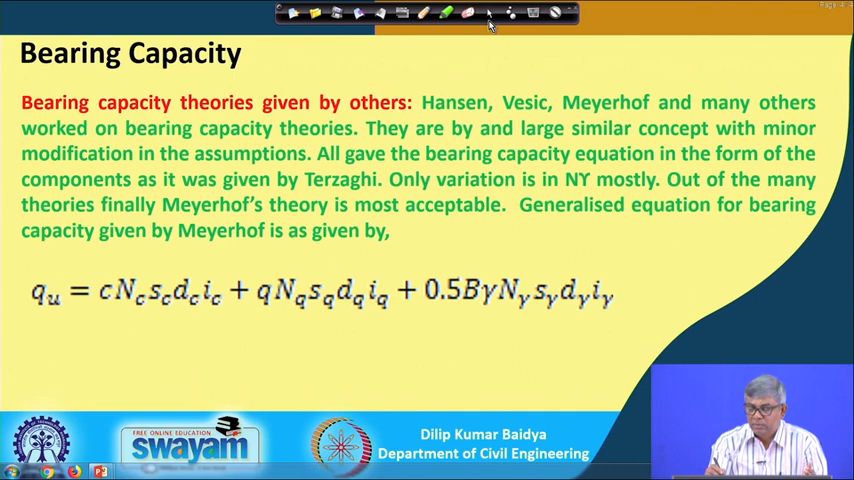 Bearing Capacity
Bearing capacity theories given by others: Hansen, Vesic, Meyerhof and many others
worked on bearing capacity theories. They are by and large similar concept with minor
modification in the assumptions. All gave the bearing capacity equation in the form of the
components as it was given by Terzaghi. Only variation is in NϒY mostly. Out of the many
theories finally Meyerhof's theory is most acceptable. Generalised equation for bearing
capacity given by Meyerhof is as given by,
q_u = cN_c s_c d_c i_c + qN_q s_q d_q i_q + 0.5BγN_γ s_γ d_γ i_γ
FREE ONLINE EDUCATION
swayam
Dilip Kumar Baidya
Department of Civil Engineering